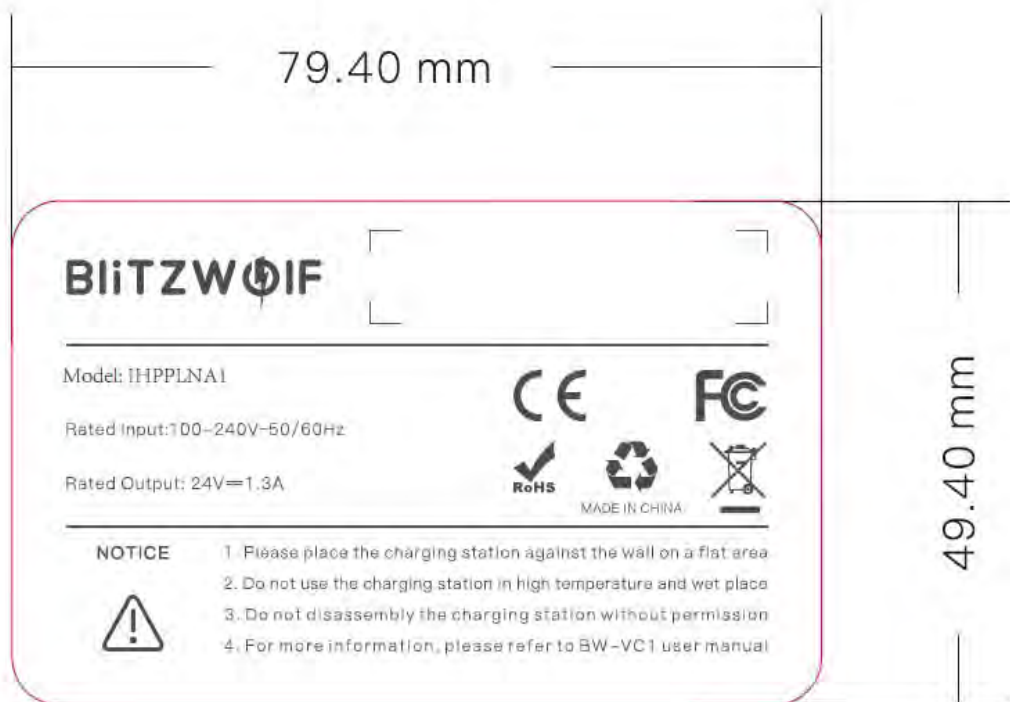 79.40 mm
BliTZWOlF
Model: IHPPLNA1
Rated Input:100-240V-50/60Hz
Rated Output: 24V⎓1.3A
CE
FC
RoHS
MADE IN CHINA
NOTICE
1. Please place the charging station against the wall on a flat area
2. Do not use the charging station in high temperature and wet place
3. Do not disassembly the charging station without permission
4. For more information, please refer to BW-VC1 user manual
49.40 mm